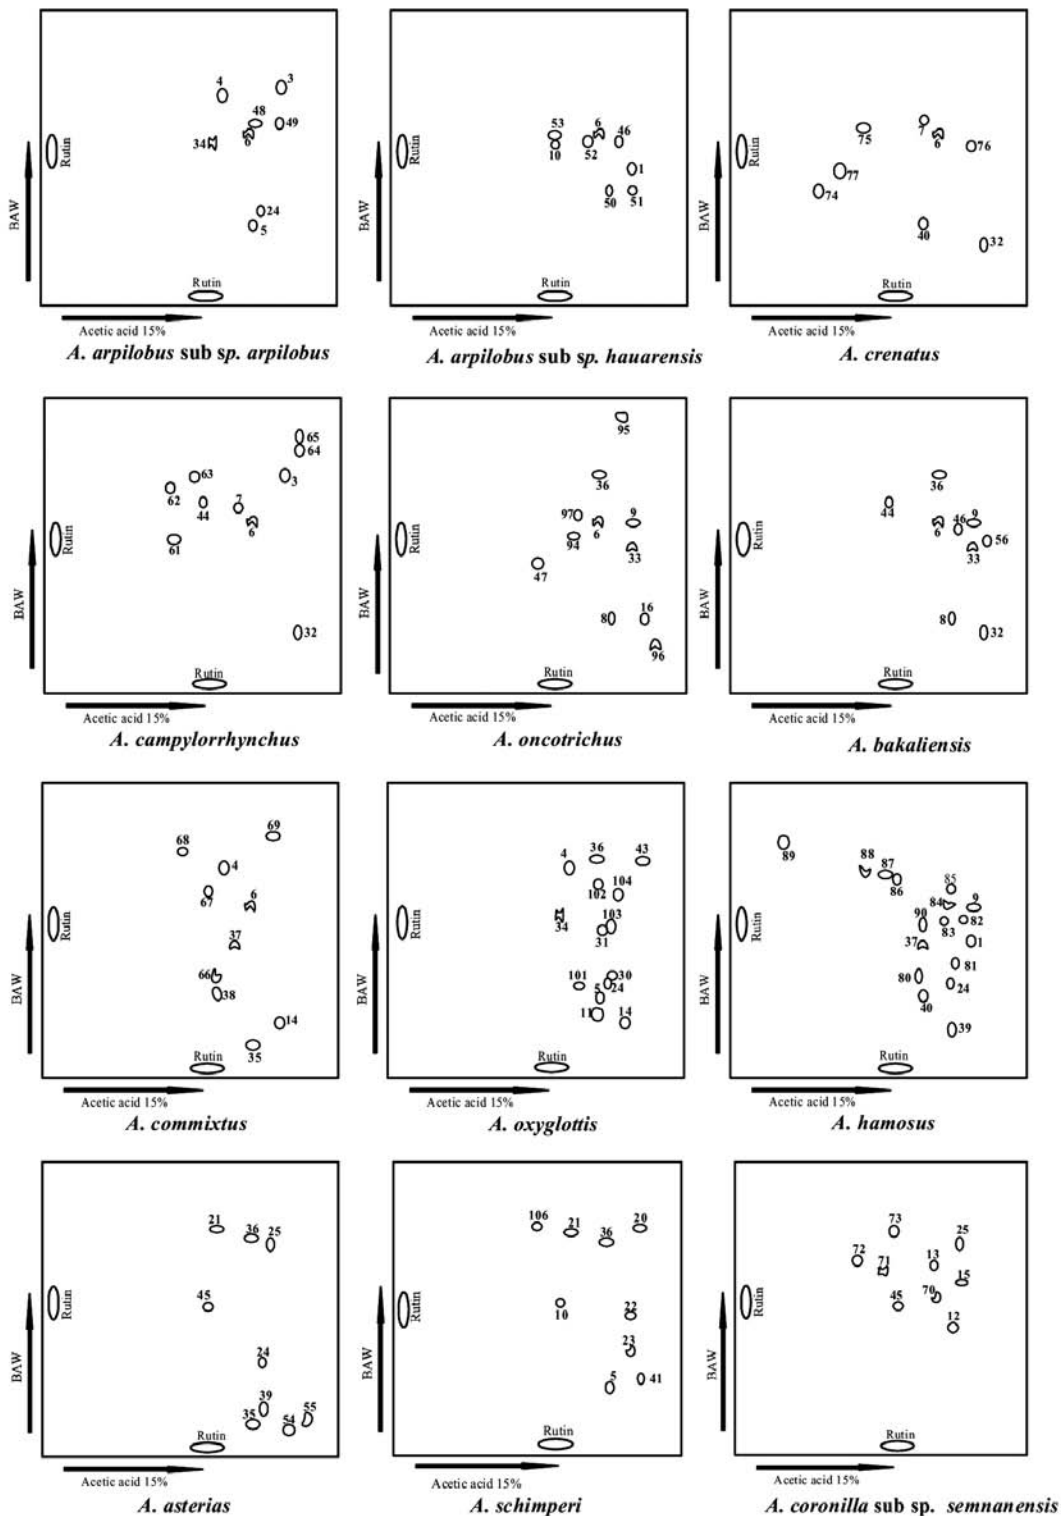 4
3
48
49
34
6
Rutin
24
5
BAW
Rutin
Acetic acid 15%
A. arpilobus sub sp. arpilobus
53
6
46
10
52
1
Rutin
50
51
BAW
Rutin
Acetic acid 15%
A. arpilobus sub sp. hauarensis
7
75
6
76
Rutin
77
74
40
32
BAW
Rutin
Acetic acid 15%
A. crenatus
65
64
63
3
62
44
7
6
61
Rutin
32
BAW
Rutin
Acetic acid 15%
A. campylorrhynchus
95
36
97
9
6
94
33
Rutin
47
8
16
96
BAW
Rutin
Acetic acid 15%
A. oncotrichus
36
44
46
9
6
56
33
Rutin
8
32
BAW
Rutin
Acetic acid 15%
A. bakaliensis
69
68
4
67
6
Rutin
37
66
38
14
35
BAW
Rutin
Acetic acid 15%
A. commixtus
4
36
43
102
104
34
103
31
Rutin
101
30
5
24
11
14
BAW
Rutin
Acetic acid 15%
A. oxyglottis
89
88
87
86
85
84
9
90
83
82
37
1
Rutin
81
80
24
40
39
BAW
Rutin
Acetic acid 15%
A. hamosus
21
36
25
45
Rutin
24
39
35
54
55
BAW
Rutin
Acetic acid 15%
A. asterias
106
21
36
20
10
22
Rutin
23
5
41
BAW
Rutin
Acetic acid 15%
A. schimperi
73
25
72
71
13
15
70
45
12
Rutin
BAW
Rutin
Acetic acid 15%
A. coronilla sub sp. semnanensis